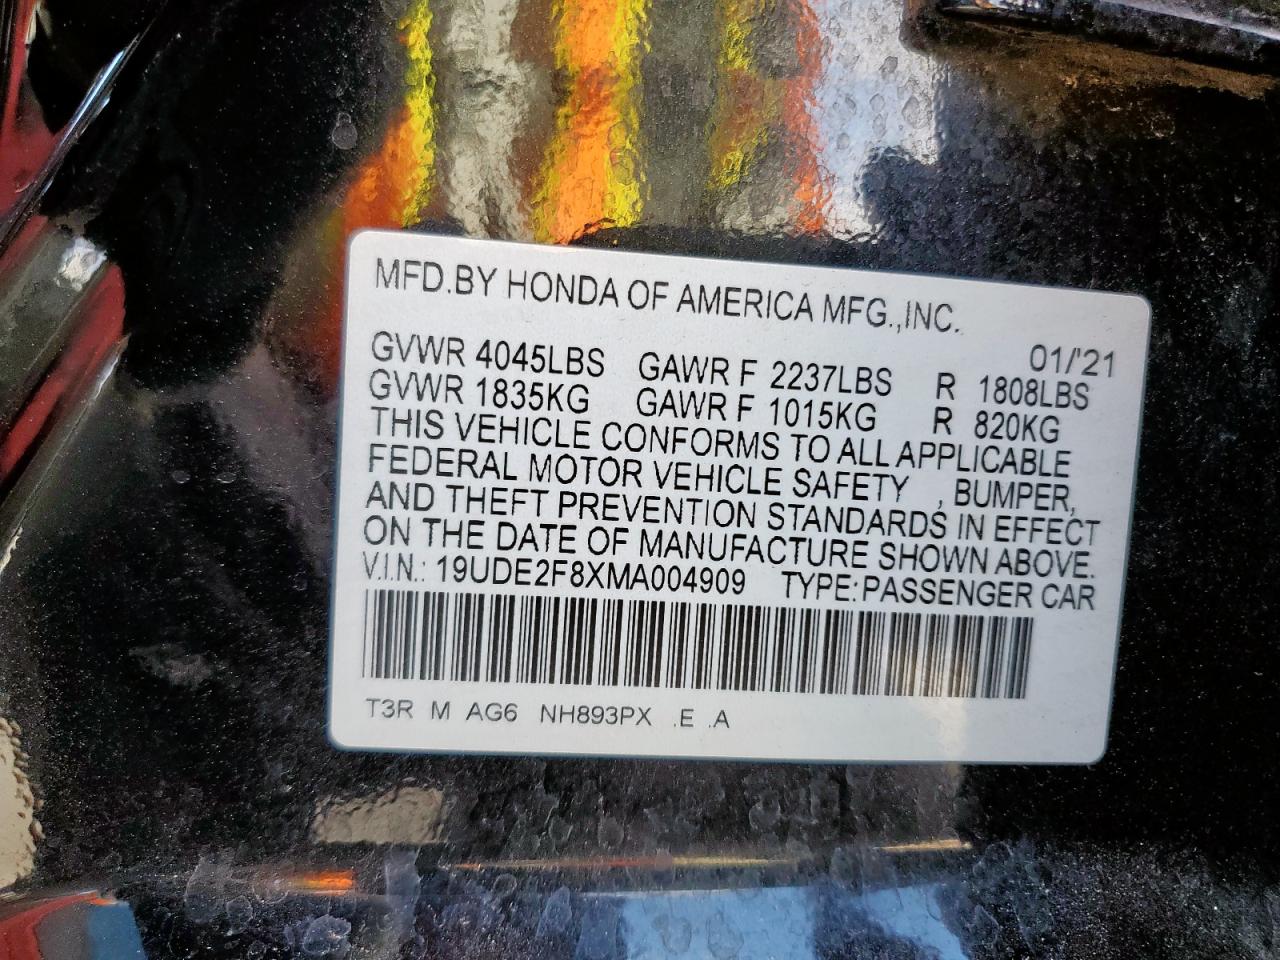 MFD.BY HONDA OF AMERICA MFG.,INC.
01/'21
GVWR 4045LBS GAWR F 2237LBS R 1808LBS
GVWR 1835KG GAWR F 1015KG R 820KG
THIS VEHICLE CONFORMS TO ALL APPLICABLE
FEDERAL MOTOR VEHICLE SAFETY , BUMPER,
AND THEFT PREVENTION STANDARDS IN EFFECT
ON THE DATE OF MANUFACTURE SHOWN ABOVE.
V.I.N.: 19UDE2F8XMA004909 TYPE:PASSENGER CAR
T3R M AG6 NH893PX .E .A